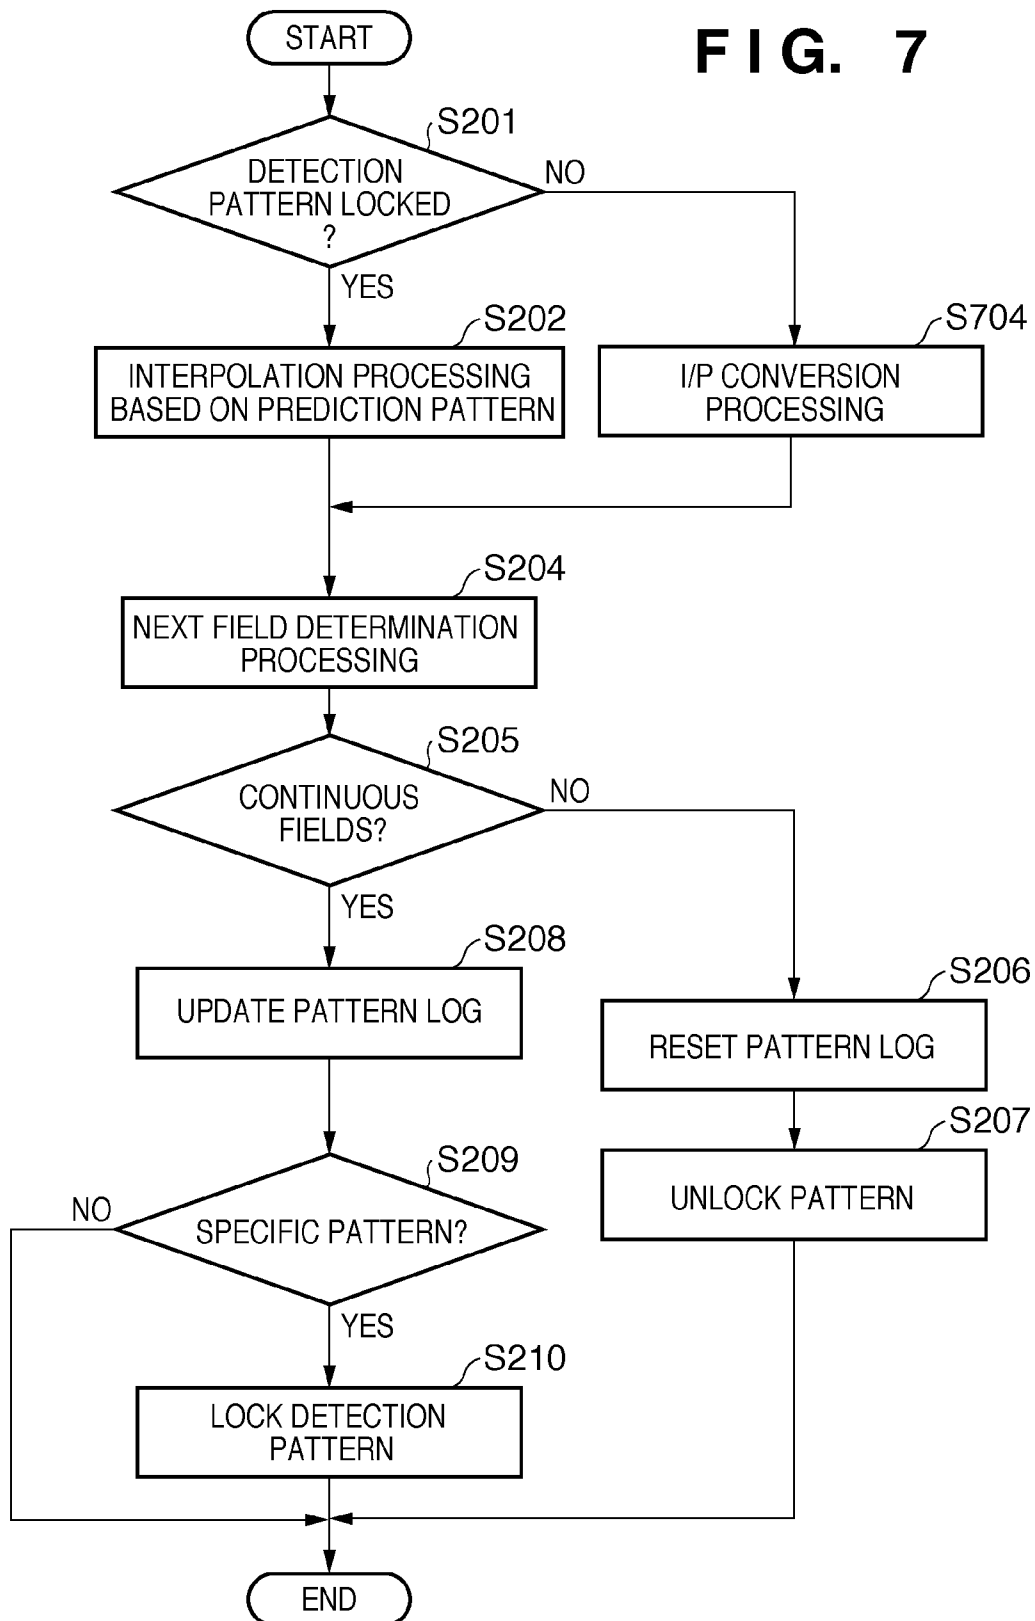 START
FIG. 7
S201
DETECTION
PATTERN LOCKED
?
NO
YES
S202
INTERPOLATION PROCESSING
BASED ON PREDICTION PATTERN
S704
I/P CONVERSION
PROCESSING
S204
NEXT FIELD DETERMINATION
PROCESSING
S205
CONTINUOUS
FIELDS?
NO
YES
S208
UPDATE PATTERN LOG
S206
RESET PATTERN LOG
S207
UNLOCK PATTERN
S209
NO
SPECIFIC PATTERN?
YES
S210
LOCK DETECTION
PATTERN
END